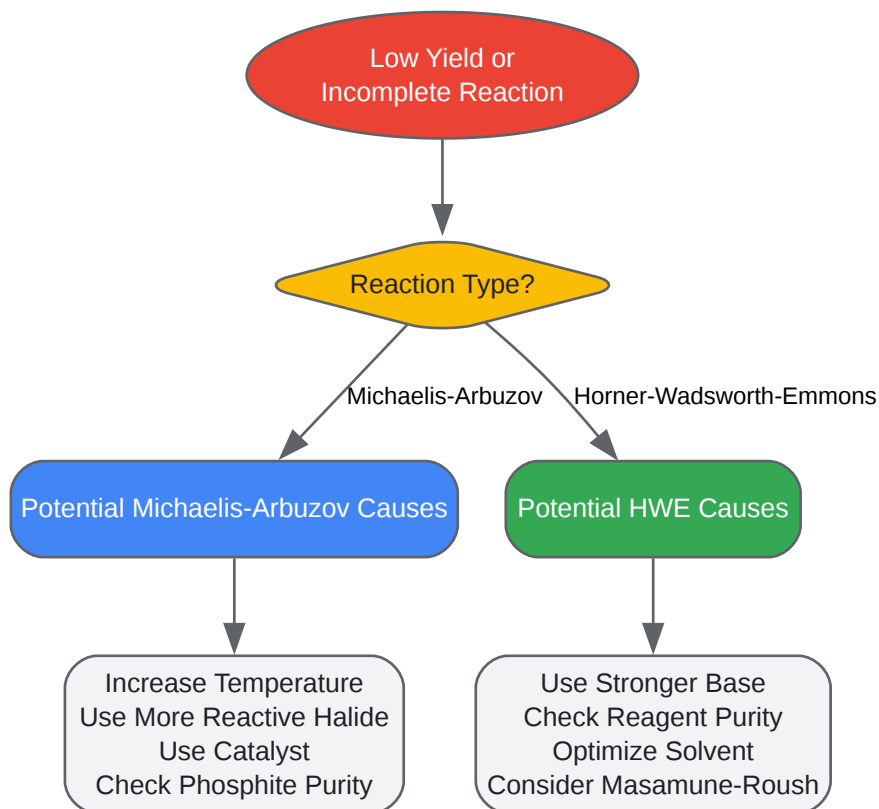 Low Yield or
Incomplete Reaction
Reaction Type?
Michaelis-Arbuzov
Horner-Wadsworth-Emmons
Potential Michaelis-Arbuzov Causes
Potential HWE Causes
Increase Temperature
Use More Reactive Halide
Use Catalyst
Check Phosphite Purity
Use Stronger Base
Check Reagent Purity
Optimize Solvent
Consider Masamune-Roush